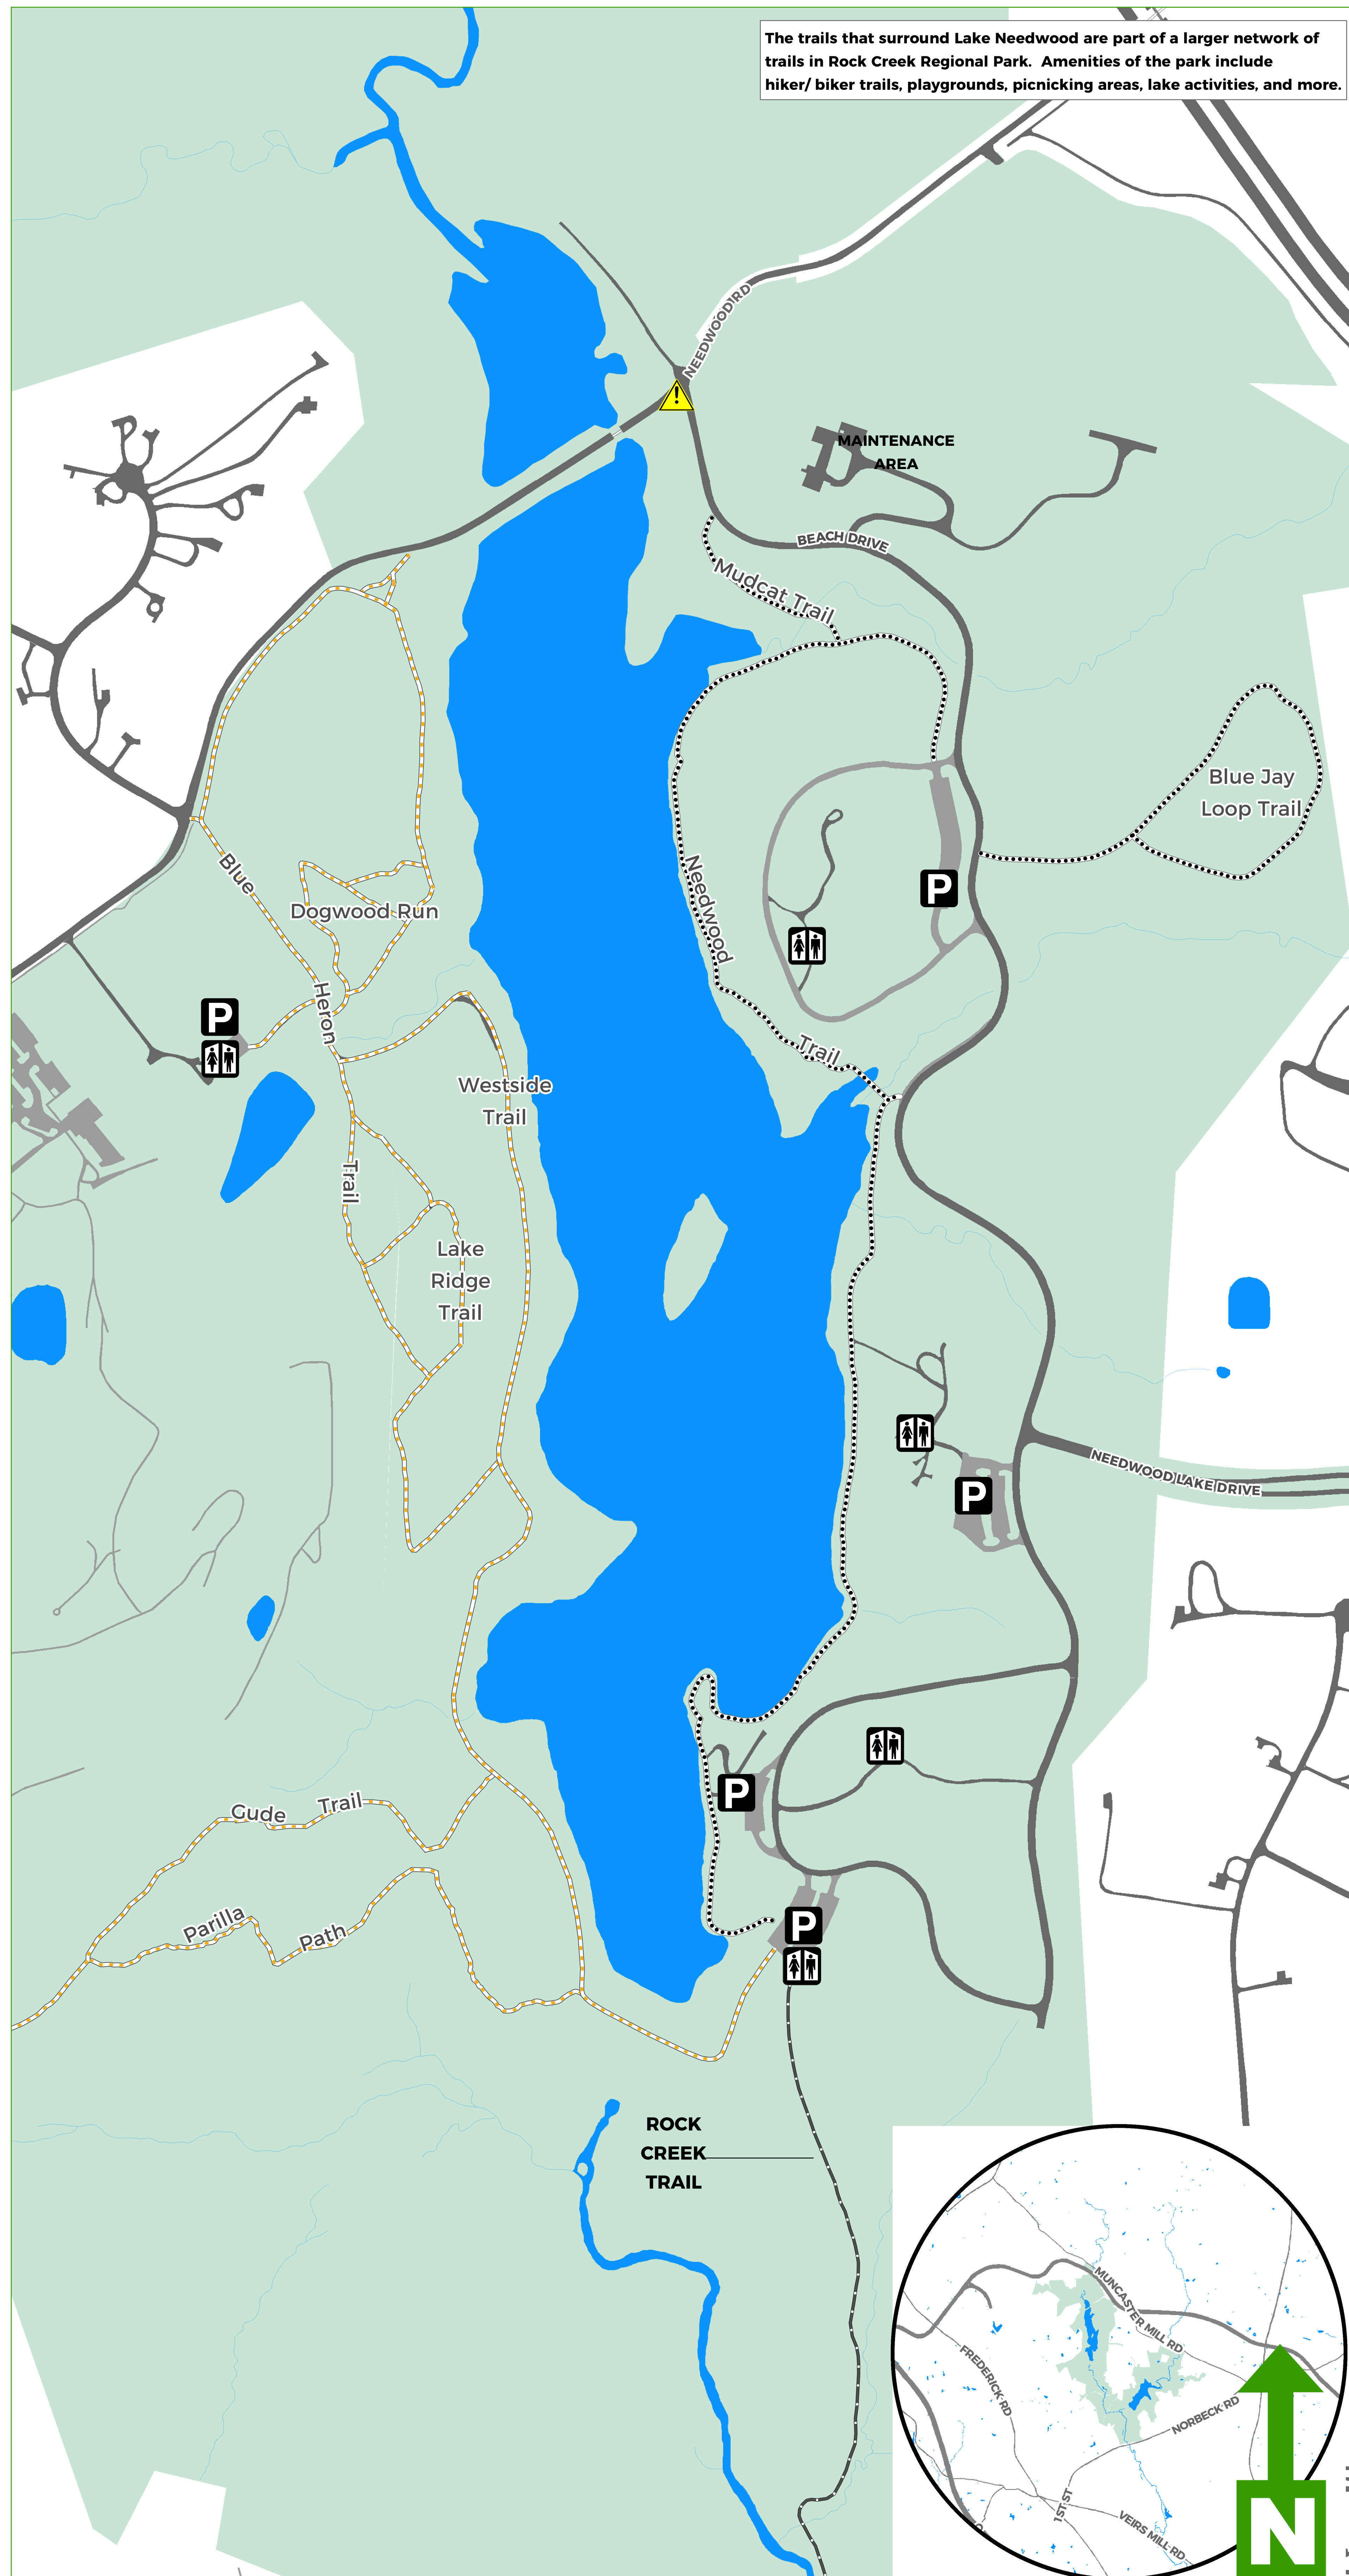 The trails that surround Lake Needwood are part of a larger network of
trails in Rock Creek Regional Park.  Amenities of the park include
hiker/ biker trails, playgrounds, picnicking areas, lake activities, and more.
NEEDWOOD RD
MAINTENANCE
AREA
BEACH DRIVE
Mudcat Trail
Blue Jay
Loop Trail
Blue
Heron
Trail
Dogwood Run
Needwood
Trail
P
P
Westside
Trail
Lake
Ridge
Trail
NEEDWOOD LAKE DRIVE
P
P
Gude Trail
Parilla Path
P
ROCK
CREEK
TRAIL
MUNCASTER MILL RD
FREDERICK RD
NORBECK RD
1ST ST
VEIRS MILL RD
N